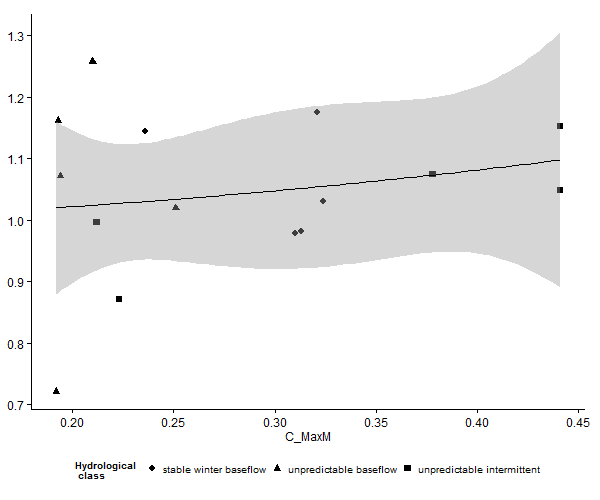 1.3
1.2
1.1
1.0
0.9
0.8
0.7
0.20 0.25 0.30 0.35 0.40 0.45
C_MaxM
Hydrological
class
stable winter baseflow unpredictable baseflow unpredictable intermittent